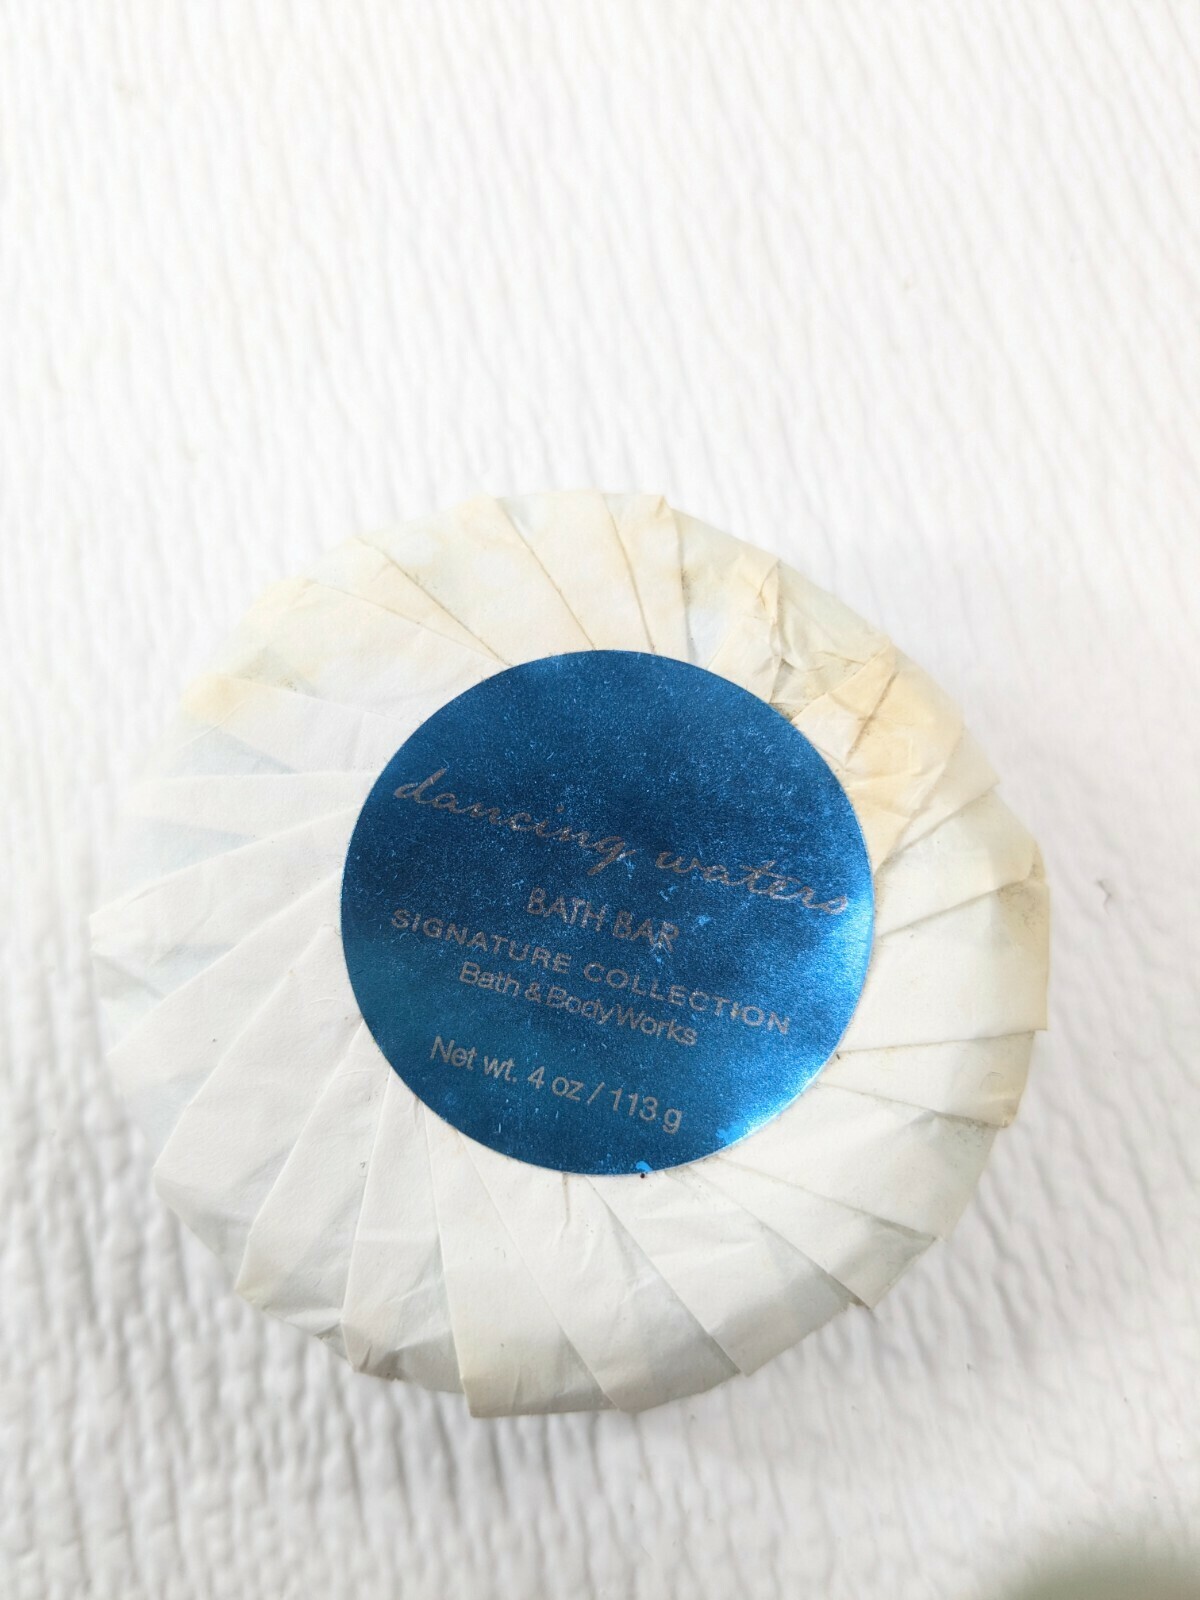 dancing waters
BATH BAR
SIGNATURE COLLECTION
Bath & Body Works
Net wt. 4 oz / 113 g